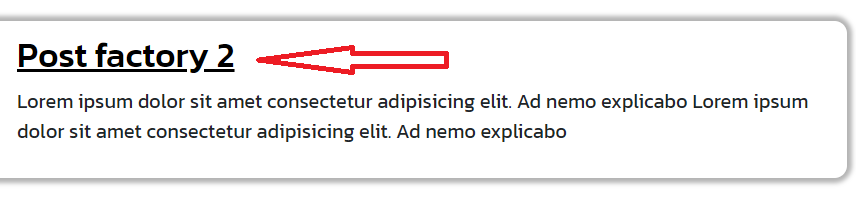 Post factory 2
Lorem ipsum dolor sit amet consectetur adipisicing elit. Ad nemo explicabo Lorem ipsum
dolor sit amet consectetur adipisicing elit. Ad nemo explicabo